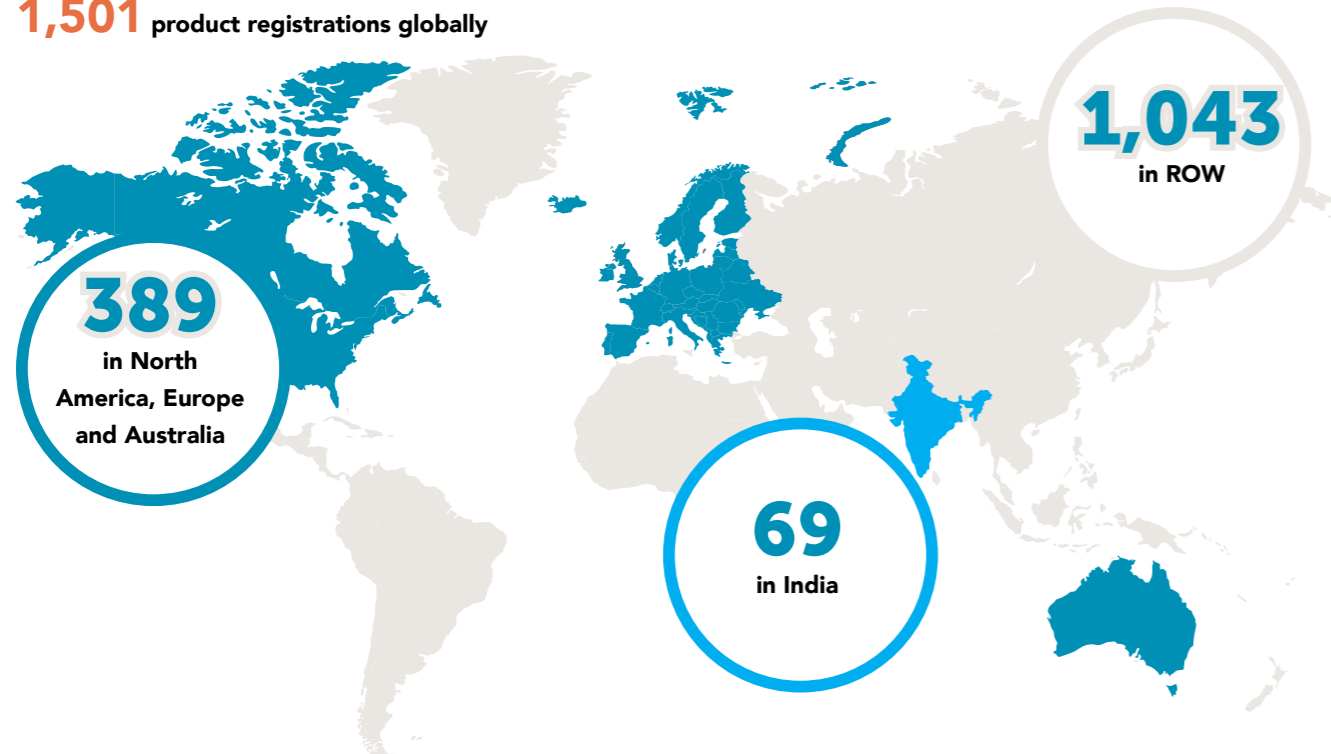 1,501 product registrations globally
1,043
in ROW
389
in North
America, Europe
and Australia
69
in India